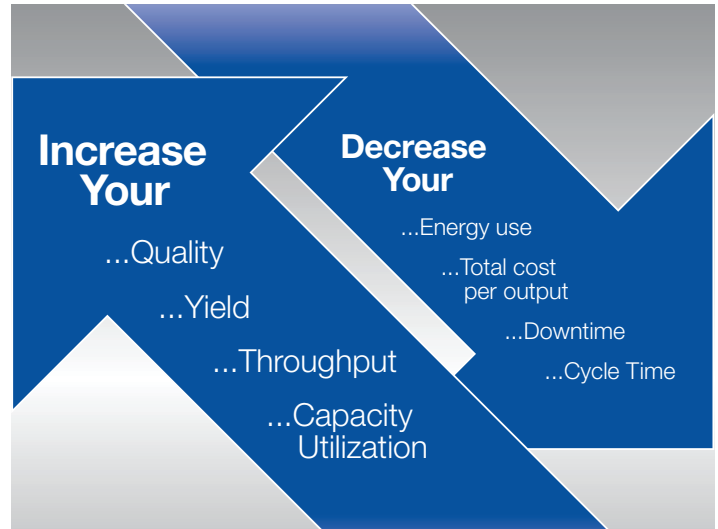 Increase
Your
...Quality
...Yield
...Throughput
...Capacity
Utilization
Decrease
Your
...Energy use
...Total cost
per output
...Downtime
...Cycle Time